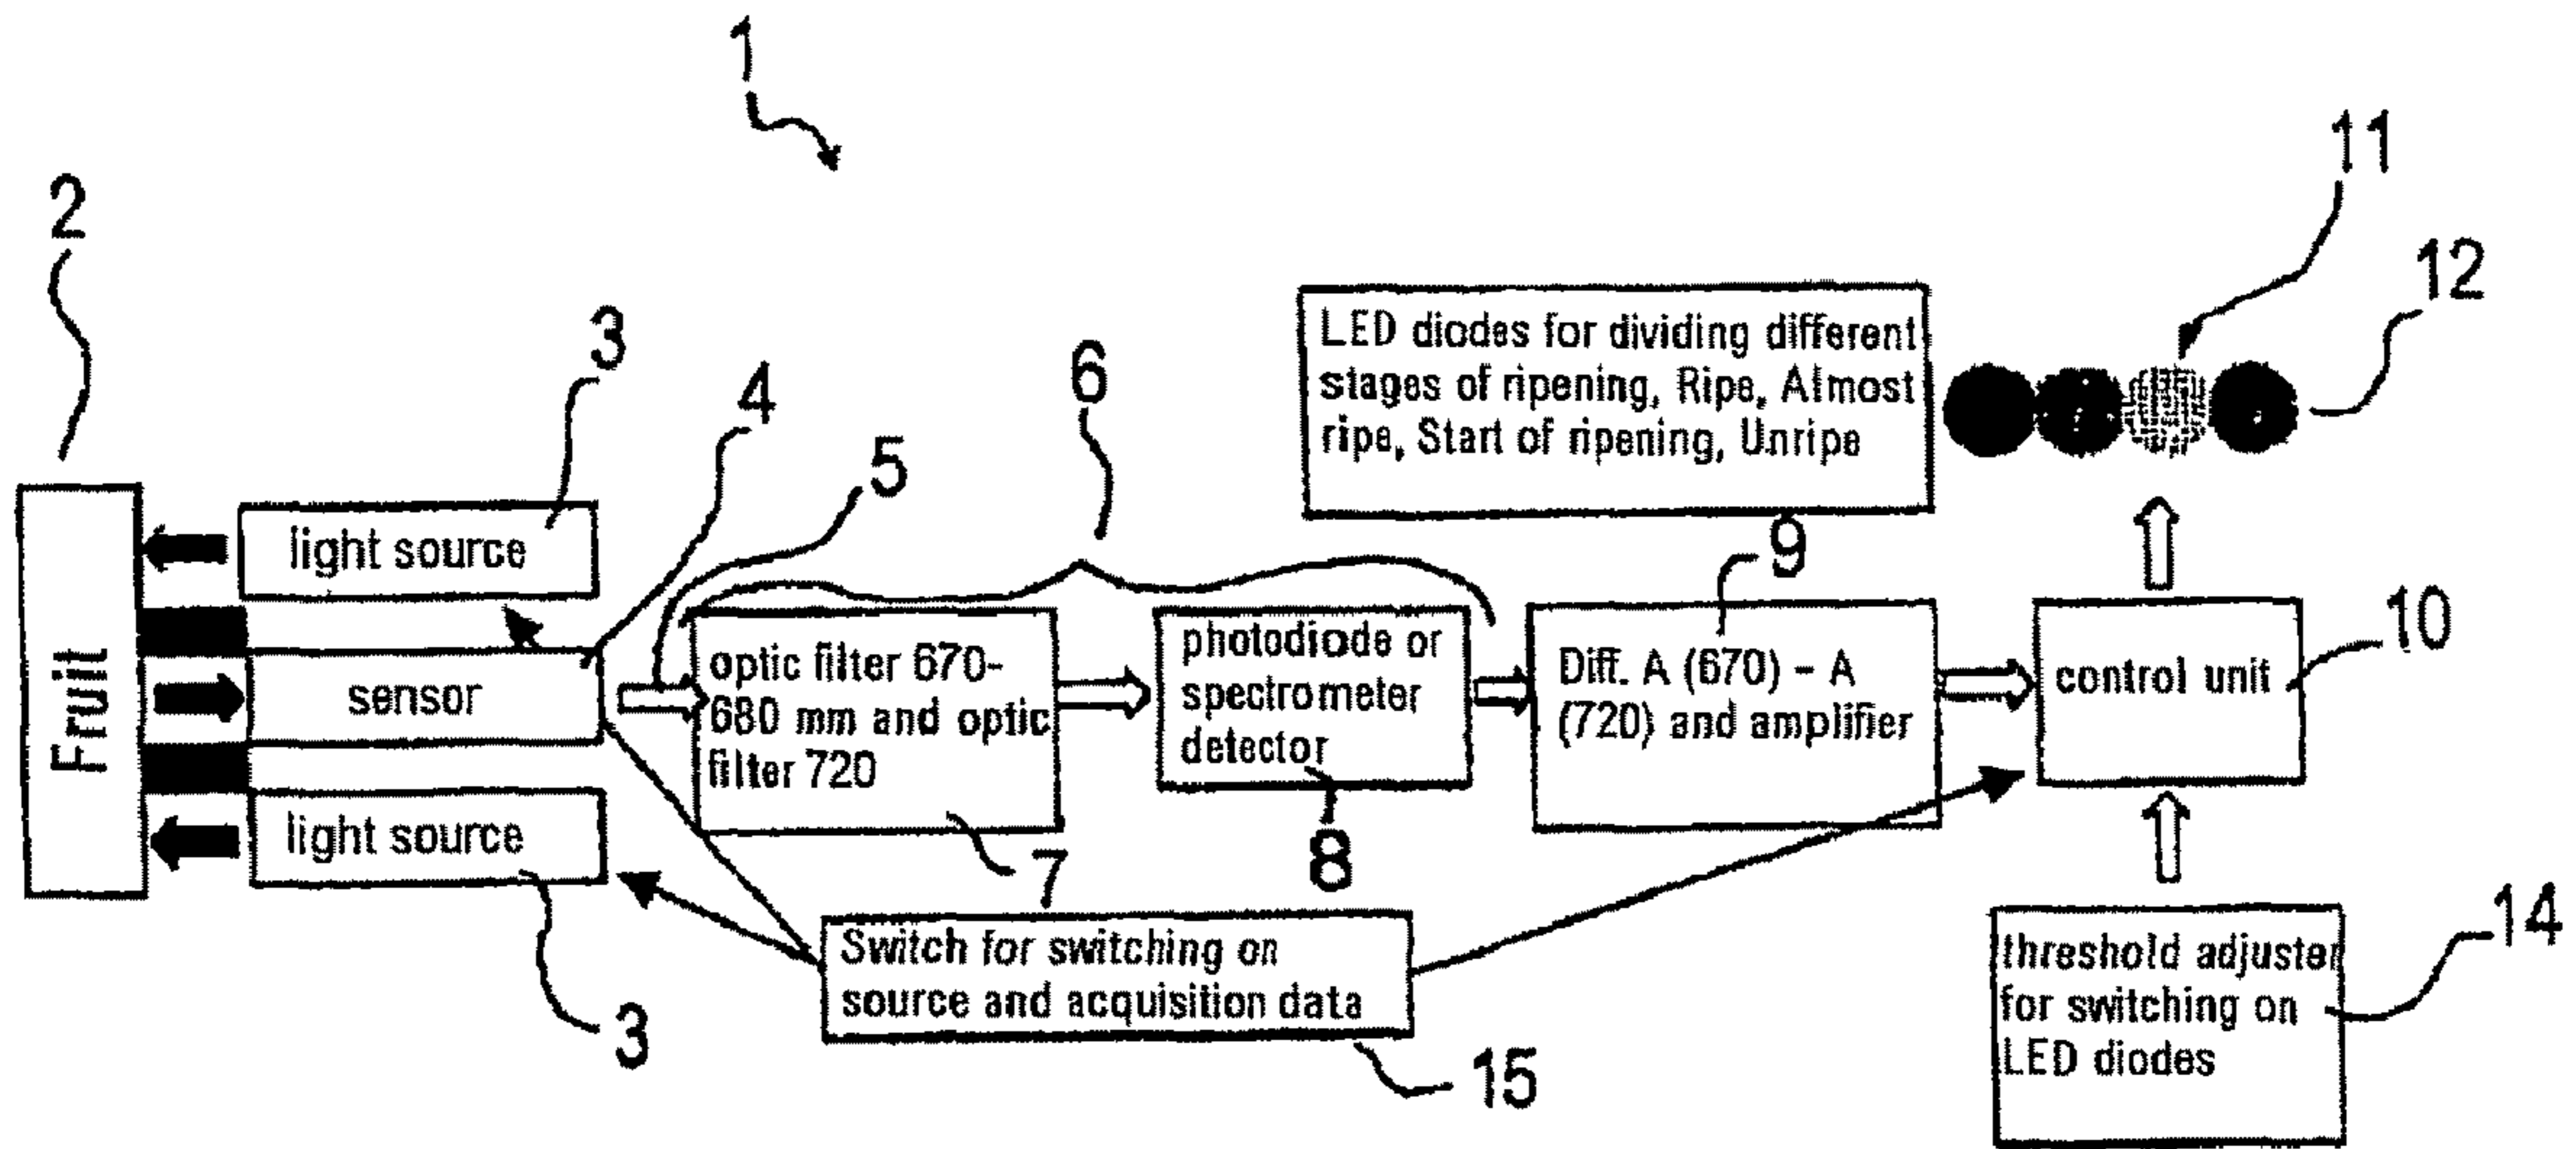 1
2
3
4
5
6
11
12
LED diodes for dividing different
stages of ripening, Ripe, Almost
ripe, Start of ripening, Unripe
Fruit
light source
sensor
light source
3
optic filter 670-
680 mm and optic
filter 720
7
photodiode or
spectrometer
detector
8
9
Diff. A (670) - A
(720) and amplifier
control unit
10
Switch for switching on
source and acquisition data
15
threshold adjuster
for switching on
LED diodes
14